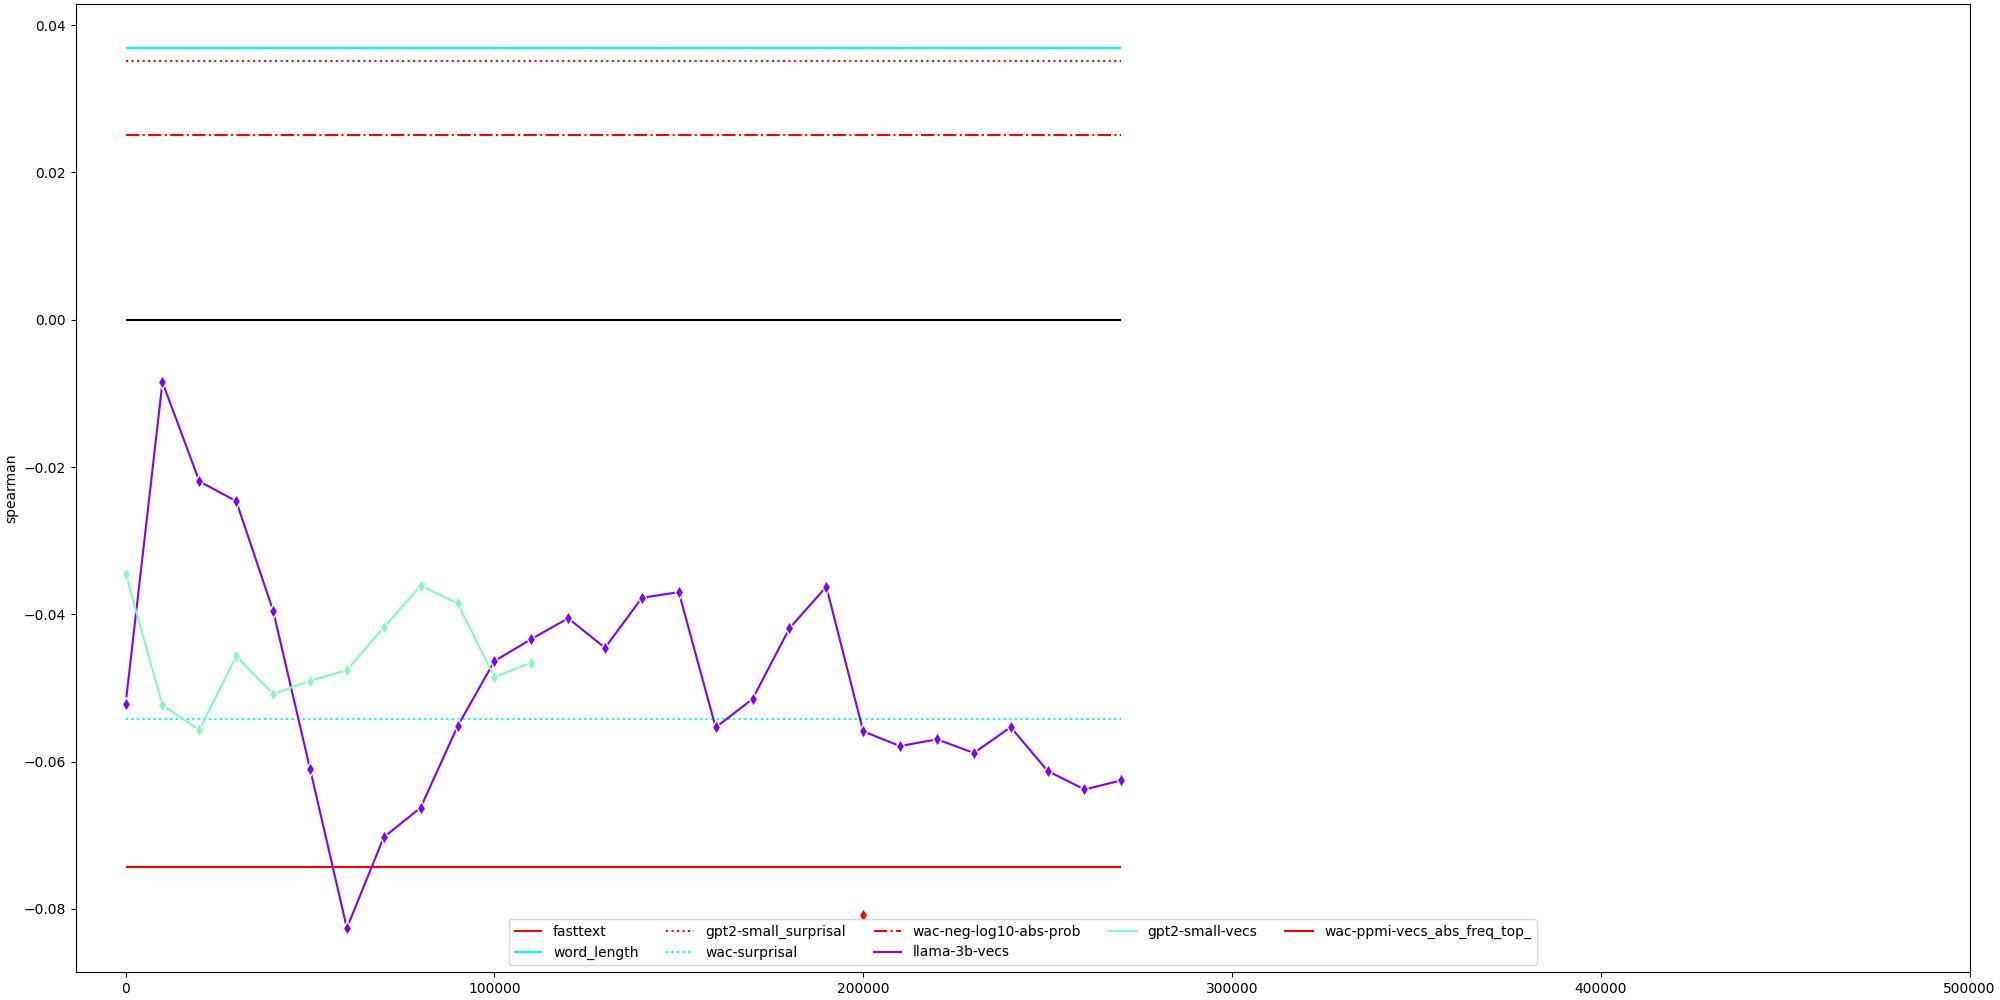 0.04
0.02
0.00
−0.02
−0.04
−0.06
−0.08
spearman
fasttext gpt2-small_surprisal wac-neg-log10-abs-prob gpt2-small-vecs wac-ppmi-vecs_abs_freq_top_
word_length wac-surprisal llama-3b-vecs
0 100000 200000 300000 400000 500000